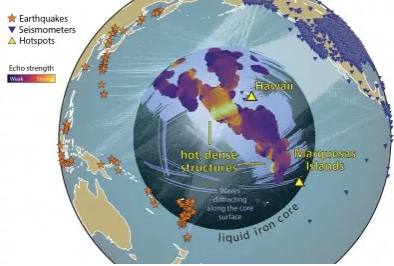 Earthquakes
Seismometers
Hotspots
Echo strength
Weak Strong
Hawaii
hot, dense
structures
Marquesas
Islands
Waves
diffracting
along the core
surface
liquid iron core